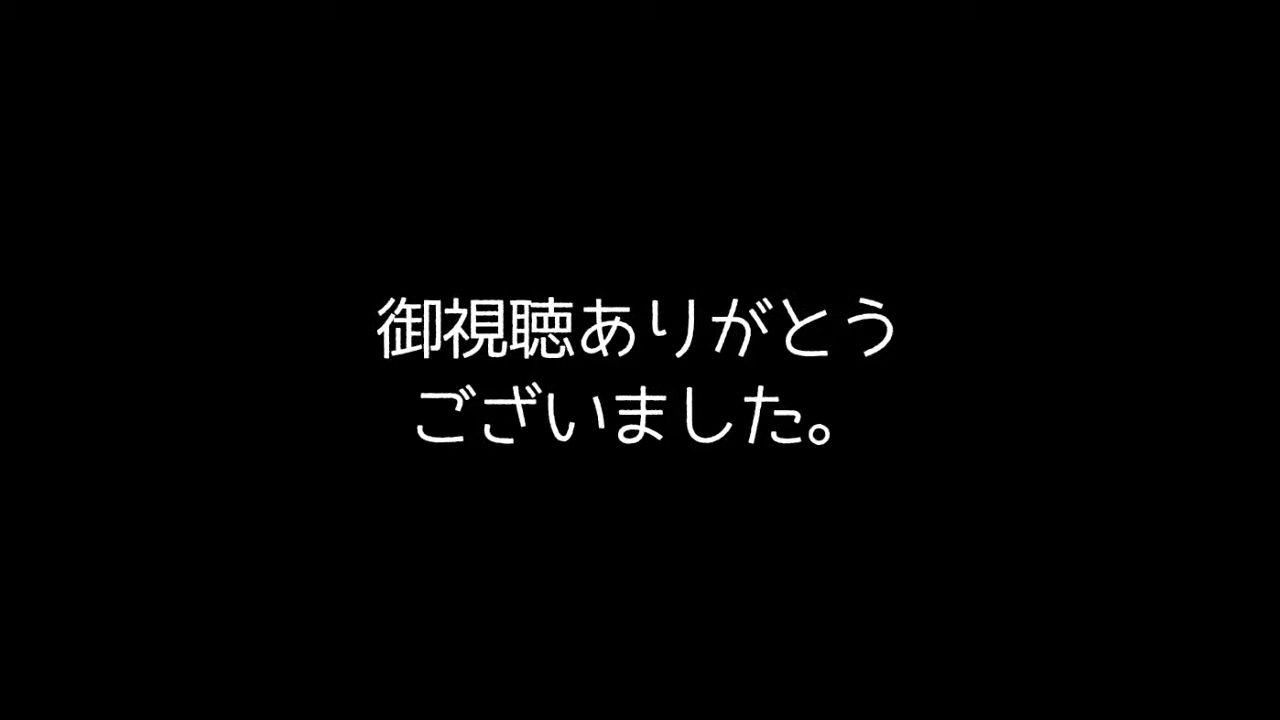 御視聴ありがとう
ございました。